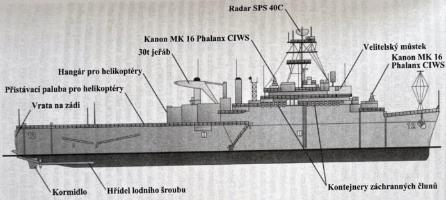 Radar SPS 40C
Kanon MK 16
Phalanx CIWS
30t jeřáb
Velitelský můstek
Kanon MK 16
Phalanx CIWS
Hangár pro helikoptéry
Přistávací paluba pro helikoptéry
Vrata na zádi
Kormidlo
Hřídel lodního šroubu
Kontejnery záchranných člunů